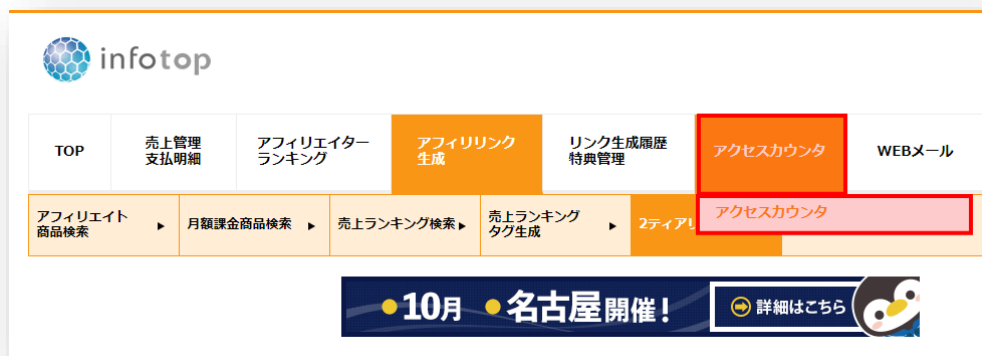 infotop
TOP
売上管理
支払明細
アフィリエイター
ランキング
アフィリリンク
生成
リンク生成履歴
特典管理
アクセスカウンタ
WEBメール
アフィリエイト
商品検索
月額課金商品検索
売上ランキング検索
売上ランキング
タグ生成
2ティア
アクセスカウンタ
10月 名古屋開催!
詳細はこちら